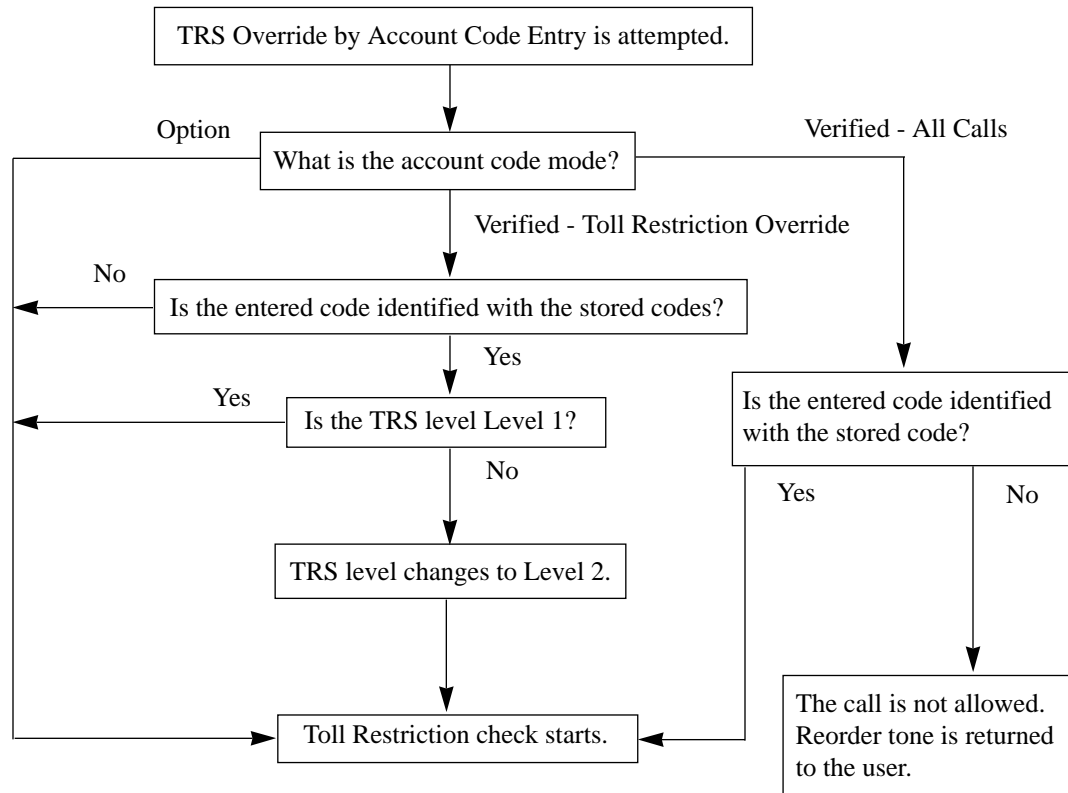 TRS Override by Account Code Entry is attempted.
Option
Verified - All Calls
What is the account code mode?
Verified - Toll Restriction Override
No
Is the entered code identified with the stored codes?
Yes
Yes
Is the TRS level Level 1?
Is the entered code identified
with the stored code?
No
Yes
No
TRS level changes to Level 2.
The call is not allowed.
Reorder tone is returned
to the user.
Toll Restriction check starts.